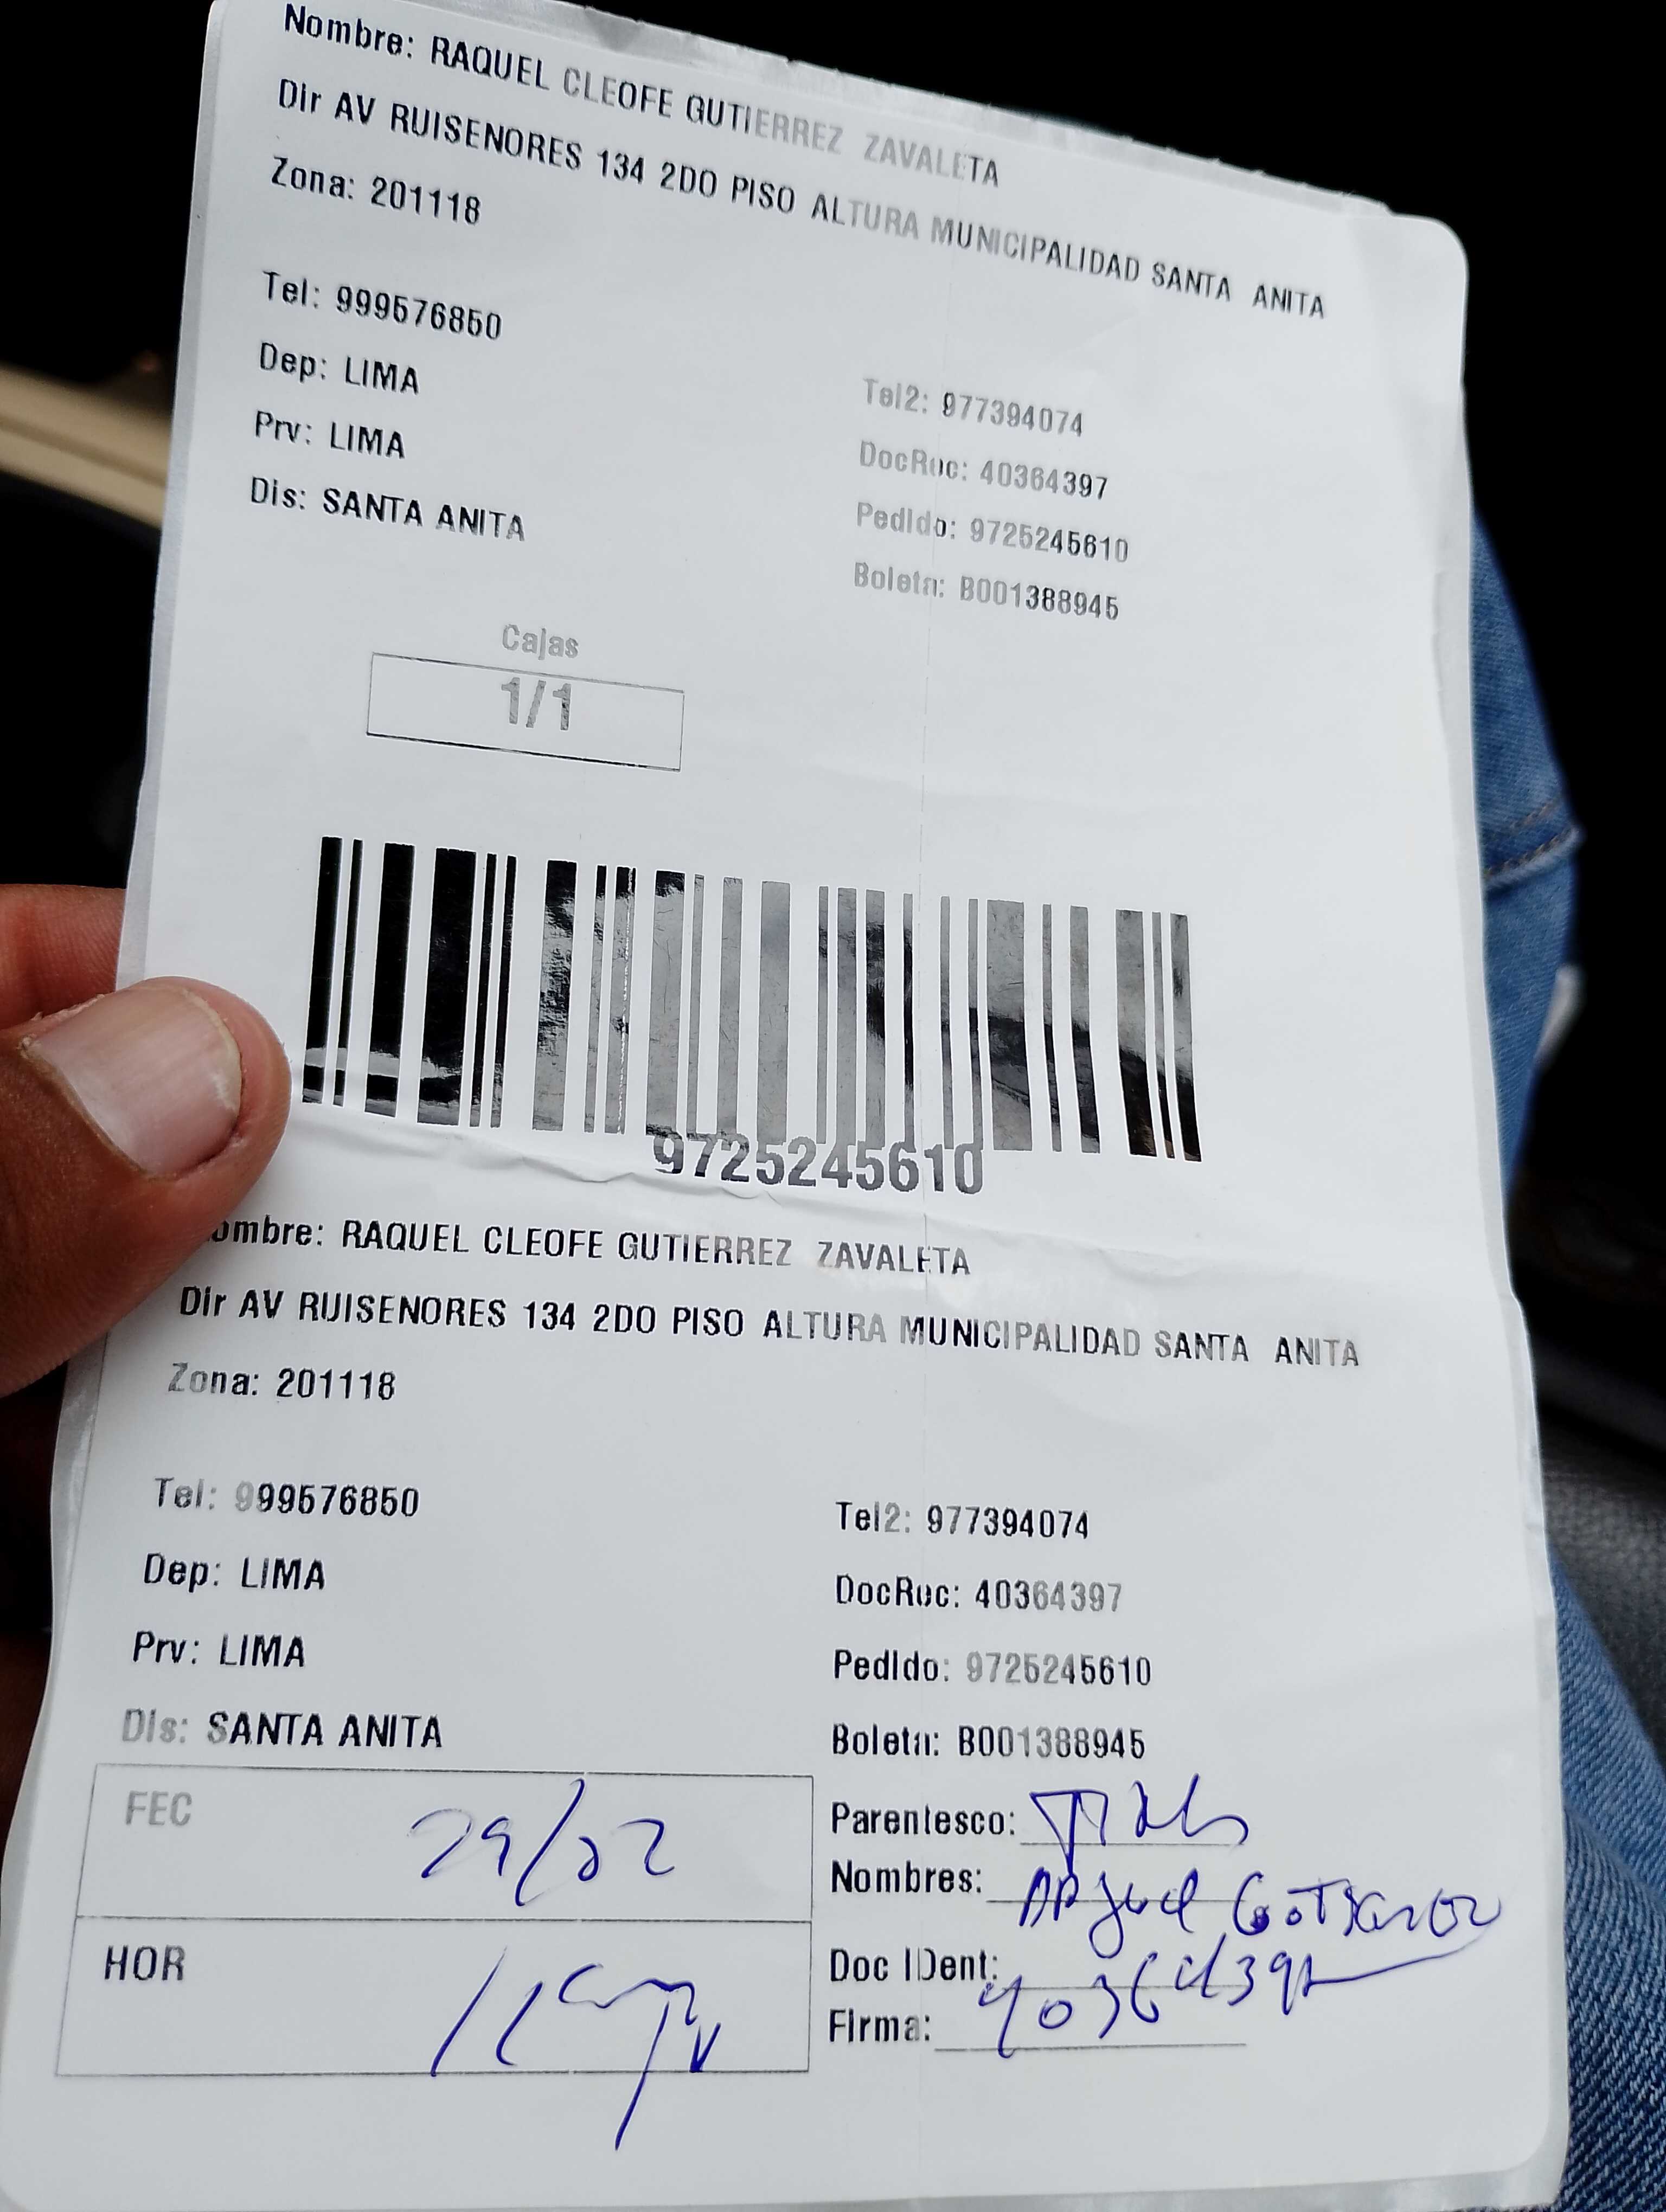 Nombre: RAQUEL CLEOFE GUTIERREZ ZAVALETA
Dir AV RUISENORES 134 2DO PISO ALTURA MUNICIPALIDAD SANTA ANITA
Zona: 201118
Tel: 999576850
Tel2: 977394074
Dep: LIMA
DocRec: 40364397
Prv: LIMA
Pedido: 9725245610
Dis: SANTA ANITA
Boleta: B001388945
Cajas
1/1
9725245610
ombre: RAQUEL CLEOFE GUTIERREZ ZAVALETA
Dir AV RUISENORES 134 2DO PISO ALTURA MUNICIPALIDAD SANTA ANITA
Zona: 201118
Tel: 999576850
Tel2: 977394074
Dep: LIMA
DocRec: 40364397
Prv: LIMA
Pedido: 9725245610
Dis: SANTA ANITA
Boleta: B001388945
FEC 29/02
Parentesco:
Nombres:
HOR
Doc IDent: 40364397
Firma: